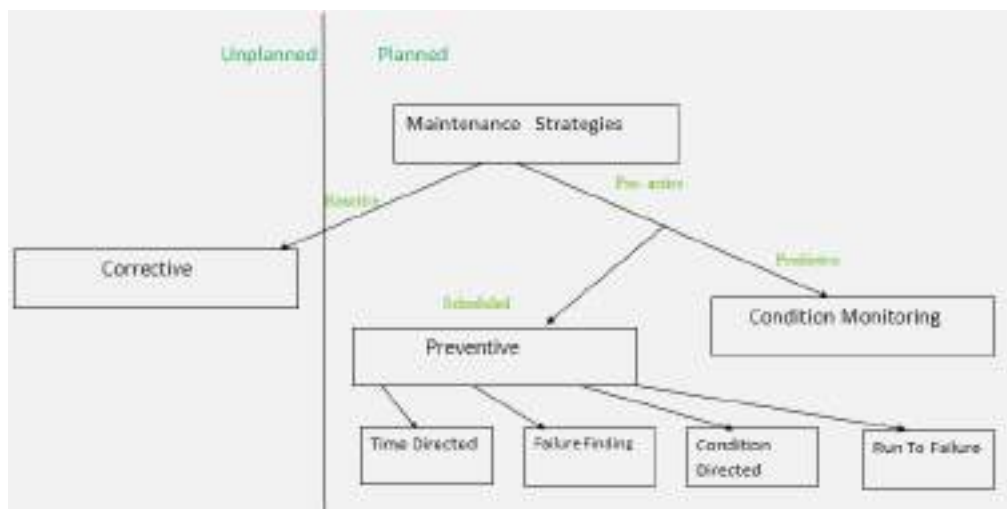 Unplanned
Planned
Maintenance Strategies
Reactive
Pro-active
Corrective
Predictive
Scheduled
Condition Monitoring
Preventive
Time Directed
Failure Finding
Condition
Directed
Run To Failure